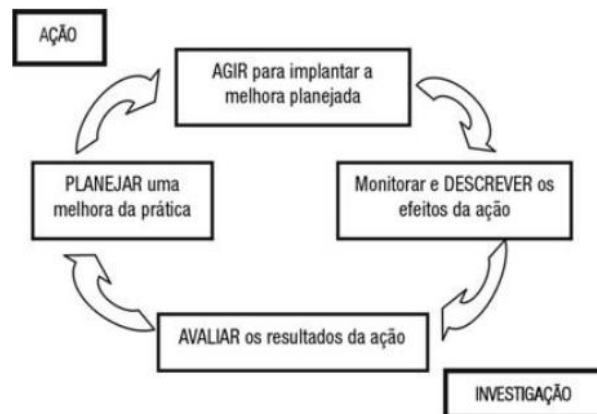 AÇÃO
AGIR para implantar a
melhora planejada
PLANEJAR uma
melhora da prática
Monitorar e DESCREVER os
efeitos da ação
AVALIAR os resultados da ação
INVESTIGAÇÃO